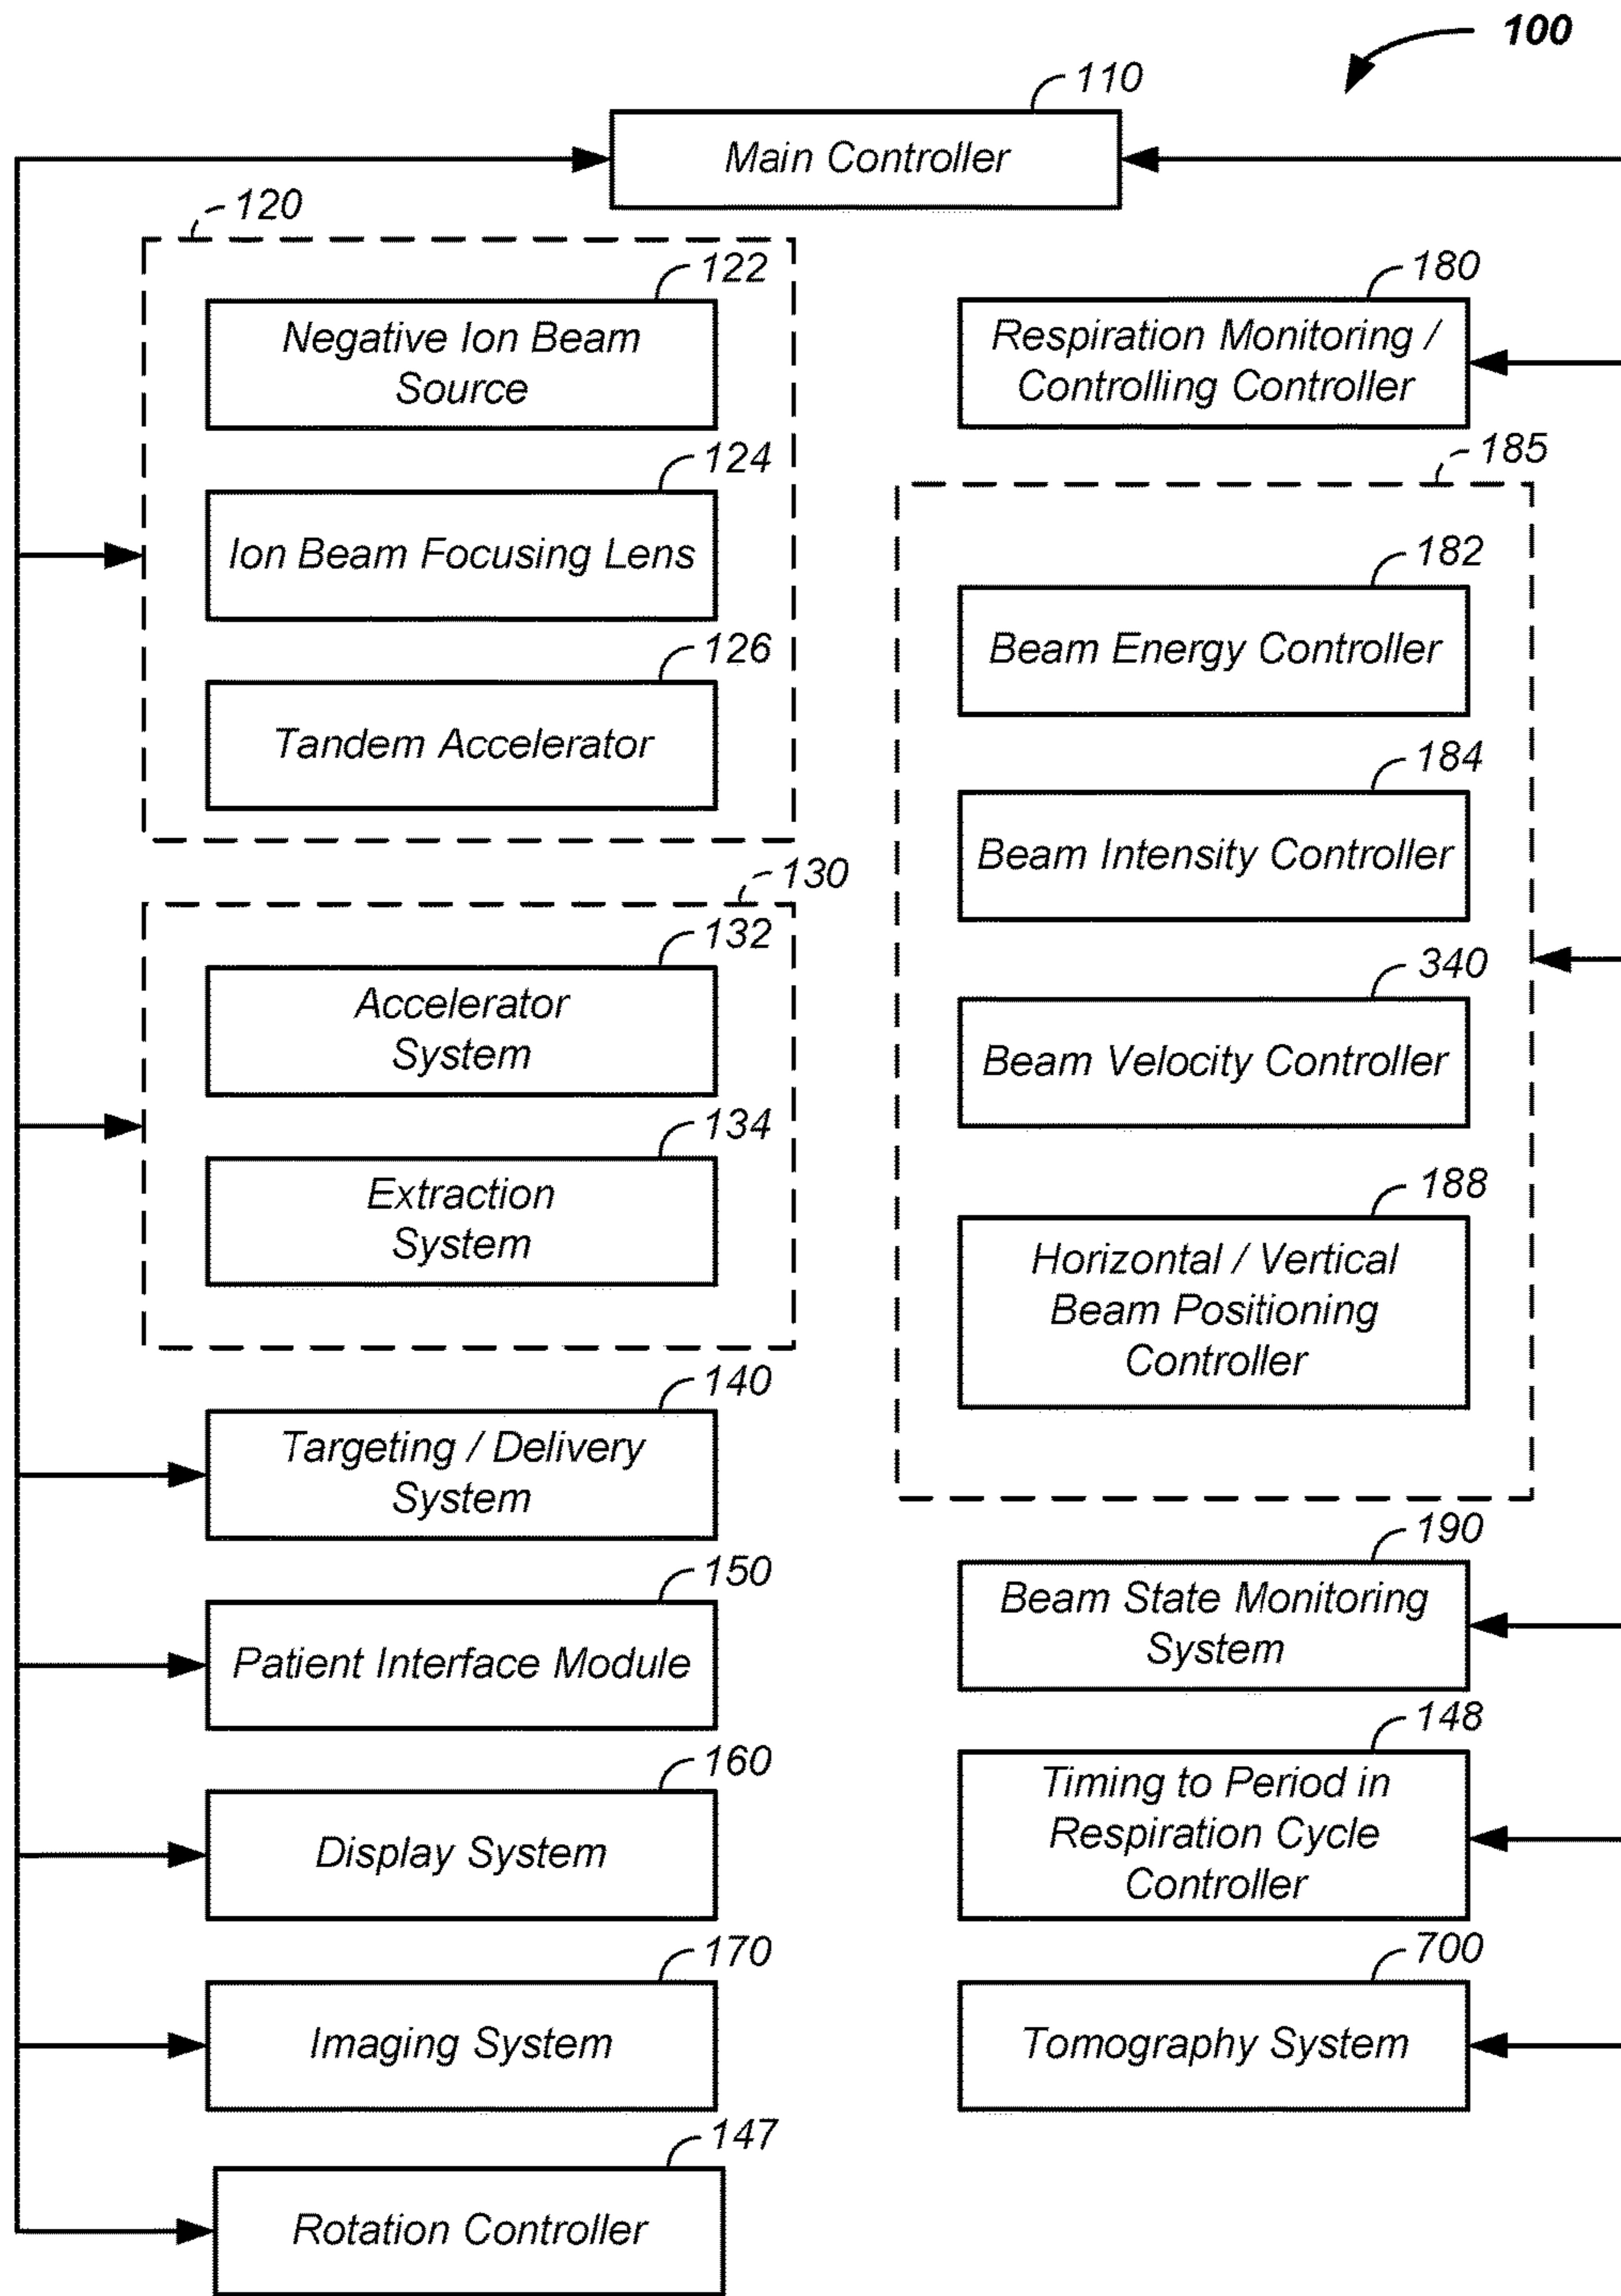 100
110
Main Controller
120
122
Negative Ion Beam
Source
124
Ion Beam Focusing Lens
126
Tandem Accelerator
130
132
Accelerator
System
134
Extraction
System
140
Targeting / Delivery
System
150
Patient Interface Module
160
Display System
170
Imaging System
147
Rotation Controller
180
Respiration Monitoring /
Controlling Controller
185
182
Beam Energy Controller
184
Beam Intensity Controller
340
Beam Velocity Controller
188
Horizontal / Vertical
Beam Positioning
Controller
190
Beam State Monitoring
System
148
Timing to Period in
Respiration Cycle
Controller
700
Tomography System